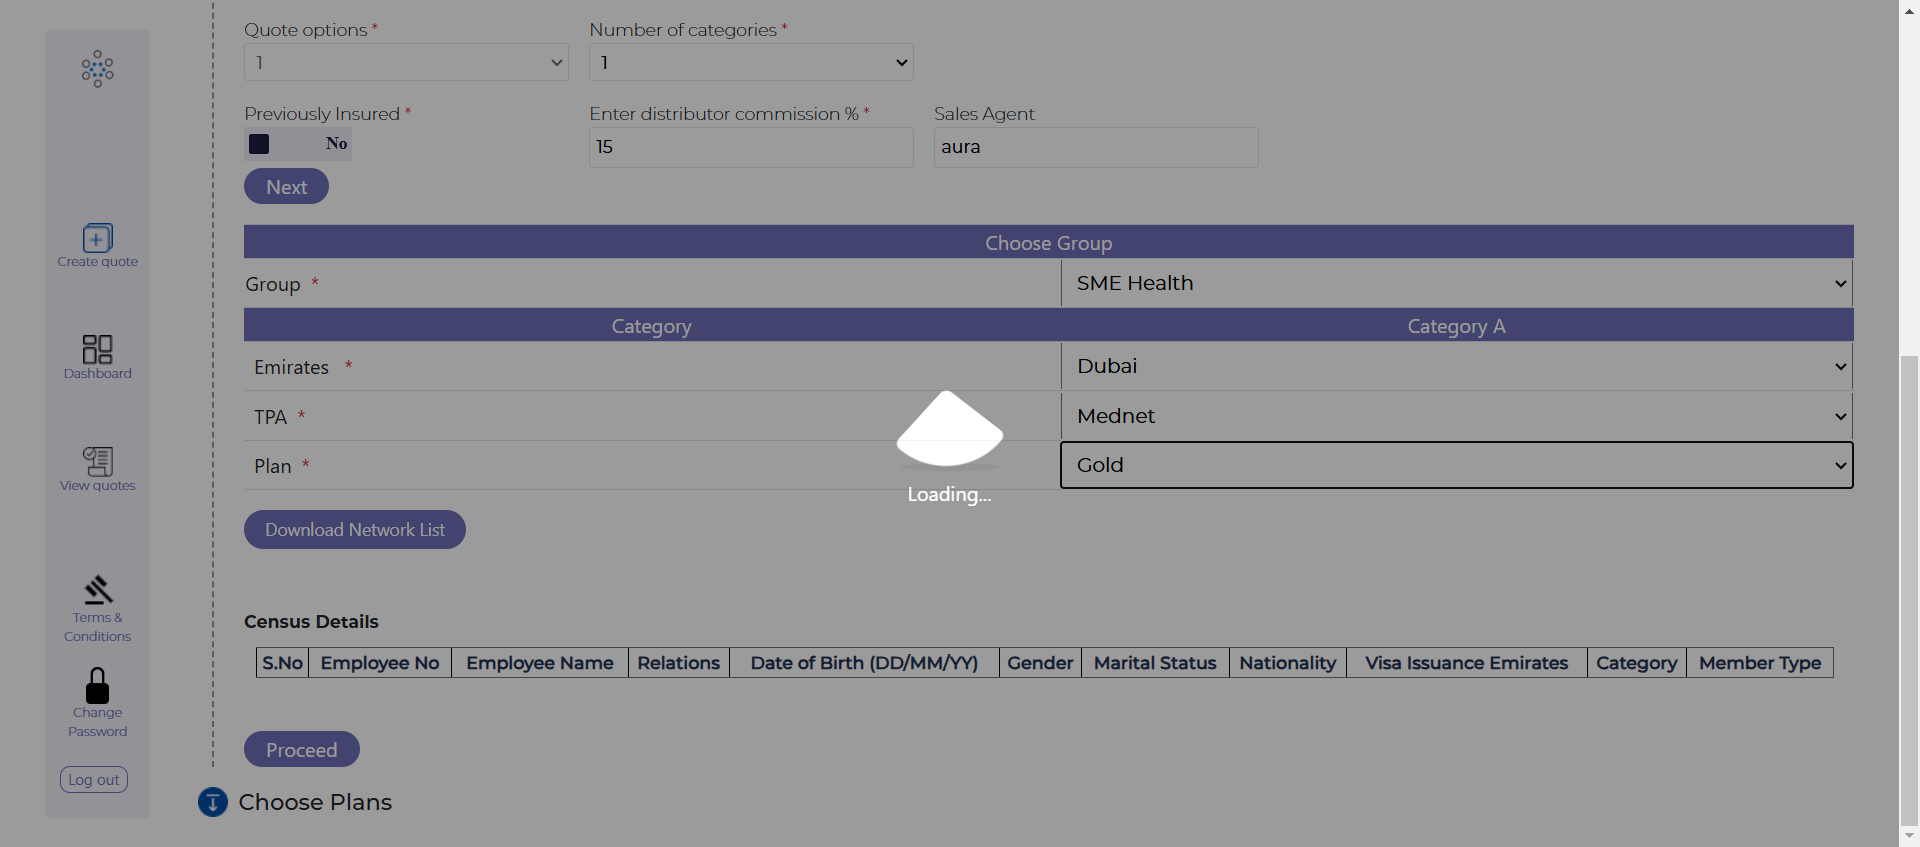 Quote options *
Number of categories *
1
1
Previously Insured *
Enter distributor commission % *
Sales Agent
No
15
aura
Next
Choose Group
Group *
SME Health
Category
Category A
Emirates *
Dubai
TPA *
Mednet
Plan *
Gold
Loading...
Download Network List
Census Details
S.No Employee No Employee Name Relations Date of Birth (DD/MM/YY) Gender Marital Status Nationality Visa Issuance Emirates Category Member Type
Proceed
Choose Plans
Create quote
Dashboard
View quotes
Terms &
Conditions
Change
Password
Log out